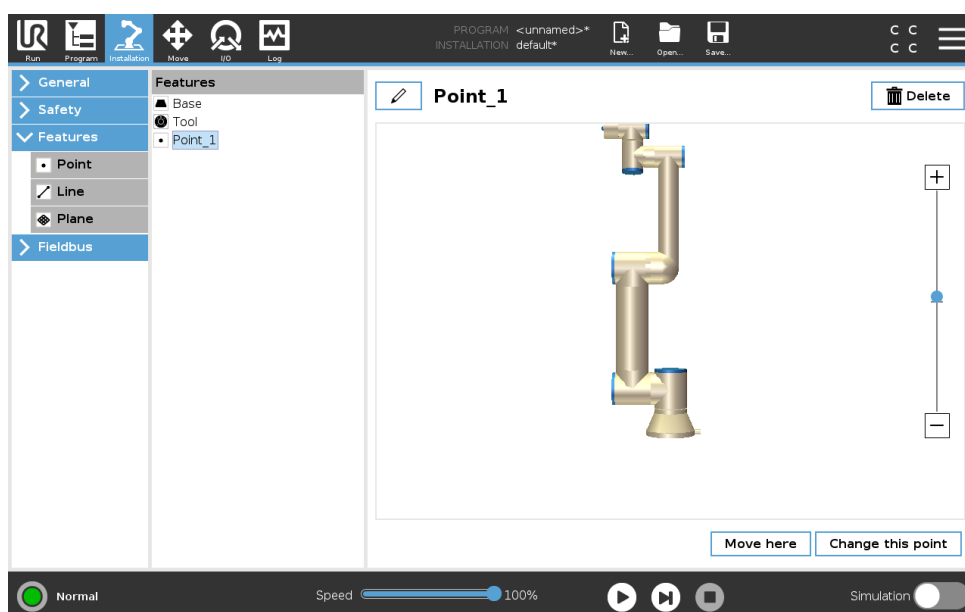 UR
Run
Program
Installation
Move
I/O
Log
PROGRAM <unnamed>*
INSTALLATION default*
New...
Open...
Save...
C C
C C
General
Safety
Features
Point
Line
Plane
Fieldbus
Features
Base
Tool
Point_1
Point_1
Delete
+
−
Move here
Change this point
Normal
Speed
100%
Simulation